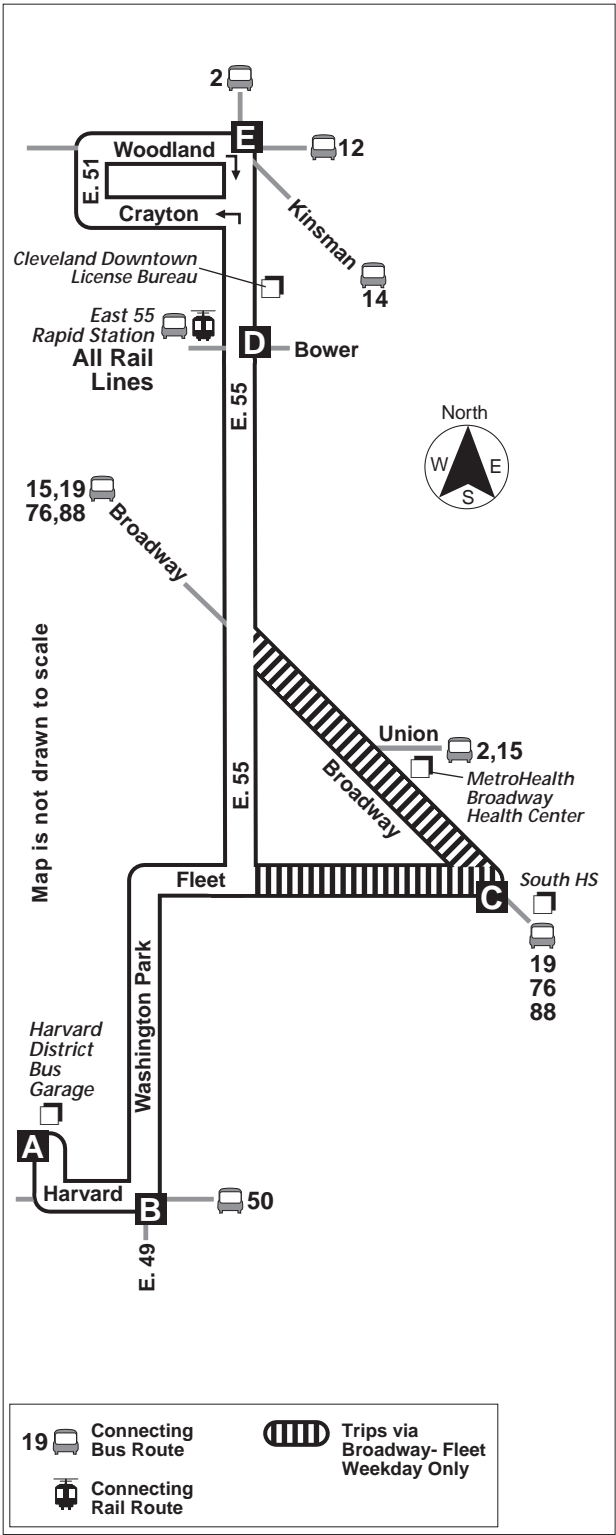 2
E
12
Woodland
E. 51
Crayton
Kinsman
14
Cleveland Downtown
License Bureau
East 55
Rapid Station
All Rail
Lines
D
Bower
E. 55
North
W
E
S
15,19
76,88
Broadway
Map is not drawn to scale
Union
2,15
Broadway
MetroHealth
Broadway
Health Center
E. 55
Fleet
C
South HS
19
76
88
Washington Park
Harvard
District
Bus
Garage
A
Harvard
B
50
E. 49
19
Connecting
Bus Route
Connecting
Rail Route
Trips via
Broadway- Fleet
Weekday Only